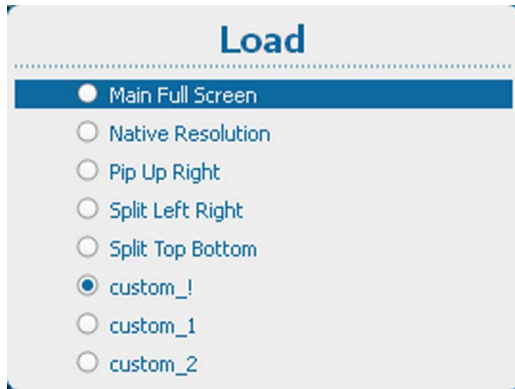 Load
Main Full Screen
Native Resolution
Pip Up Right
Split Left Right
Split Top Bottom
custom_!
custom_1
custom_2